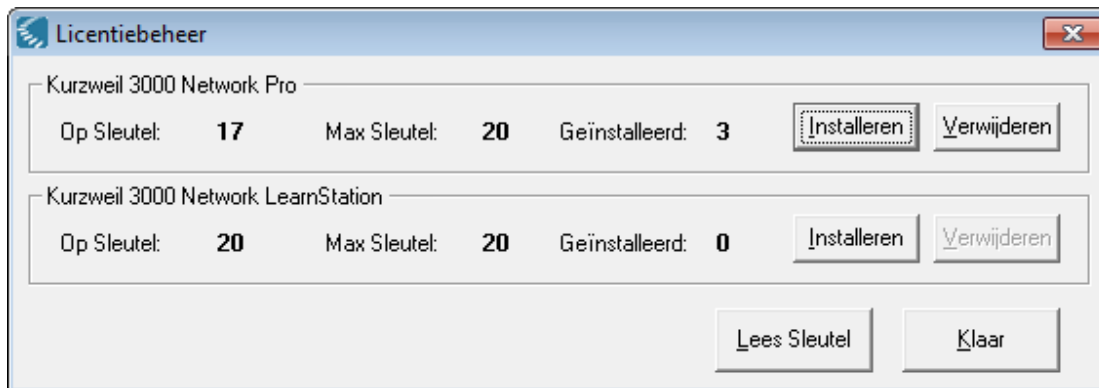 Licentiebeheer
Kurzweil 3000 Network Pro
Op Sleutel: 17 Max Sleutel: 20 Geïnstalleerd: 3 Installeren Verwijderen
Kurzweil 3000 Network LearnStation
Op Sleutel: 20 Max Sleutel: 20 Geïnstalleerd: 0 Installeren Verwijderen
Lees Sleutel Klaar